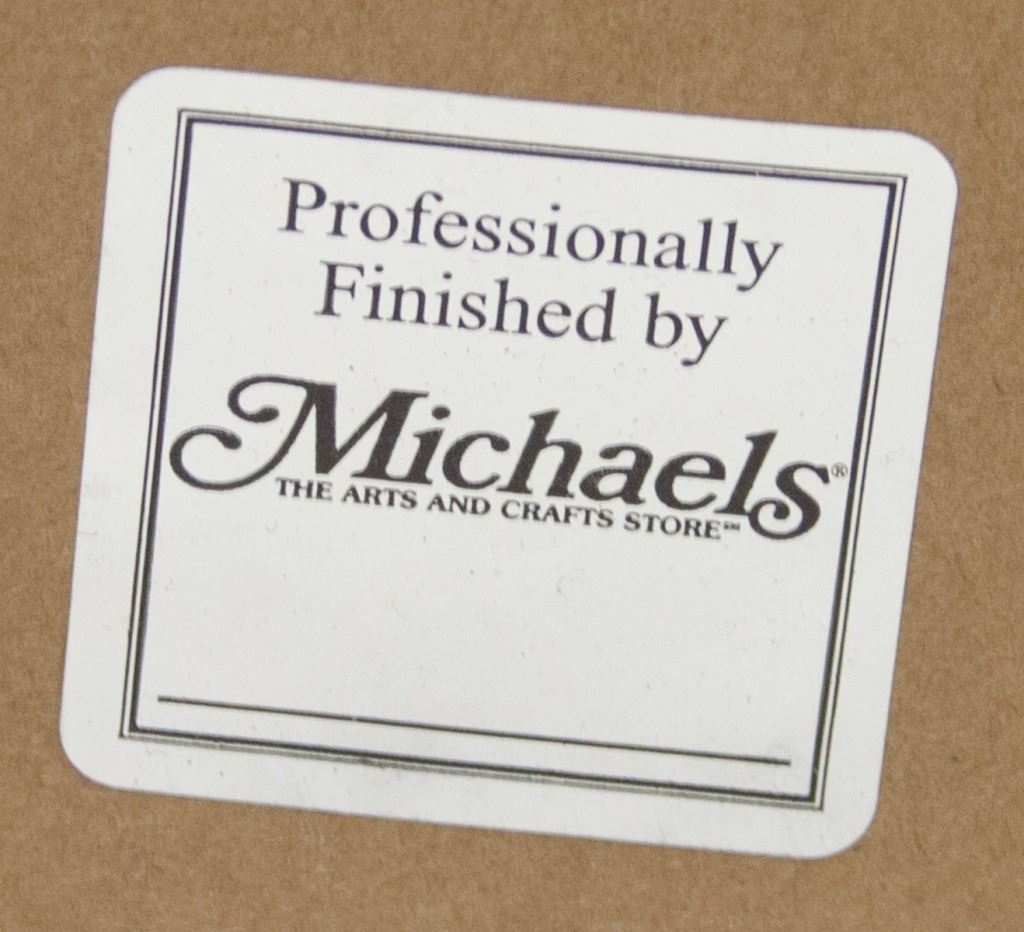 Professionally
Finished by
Michaels®
THE ARTS AND CRAFTS STORE℠